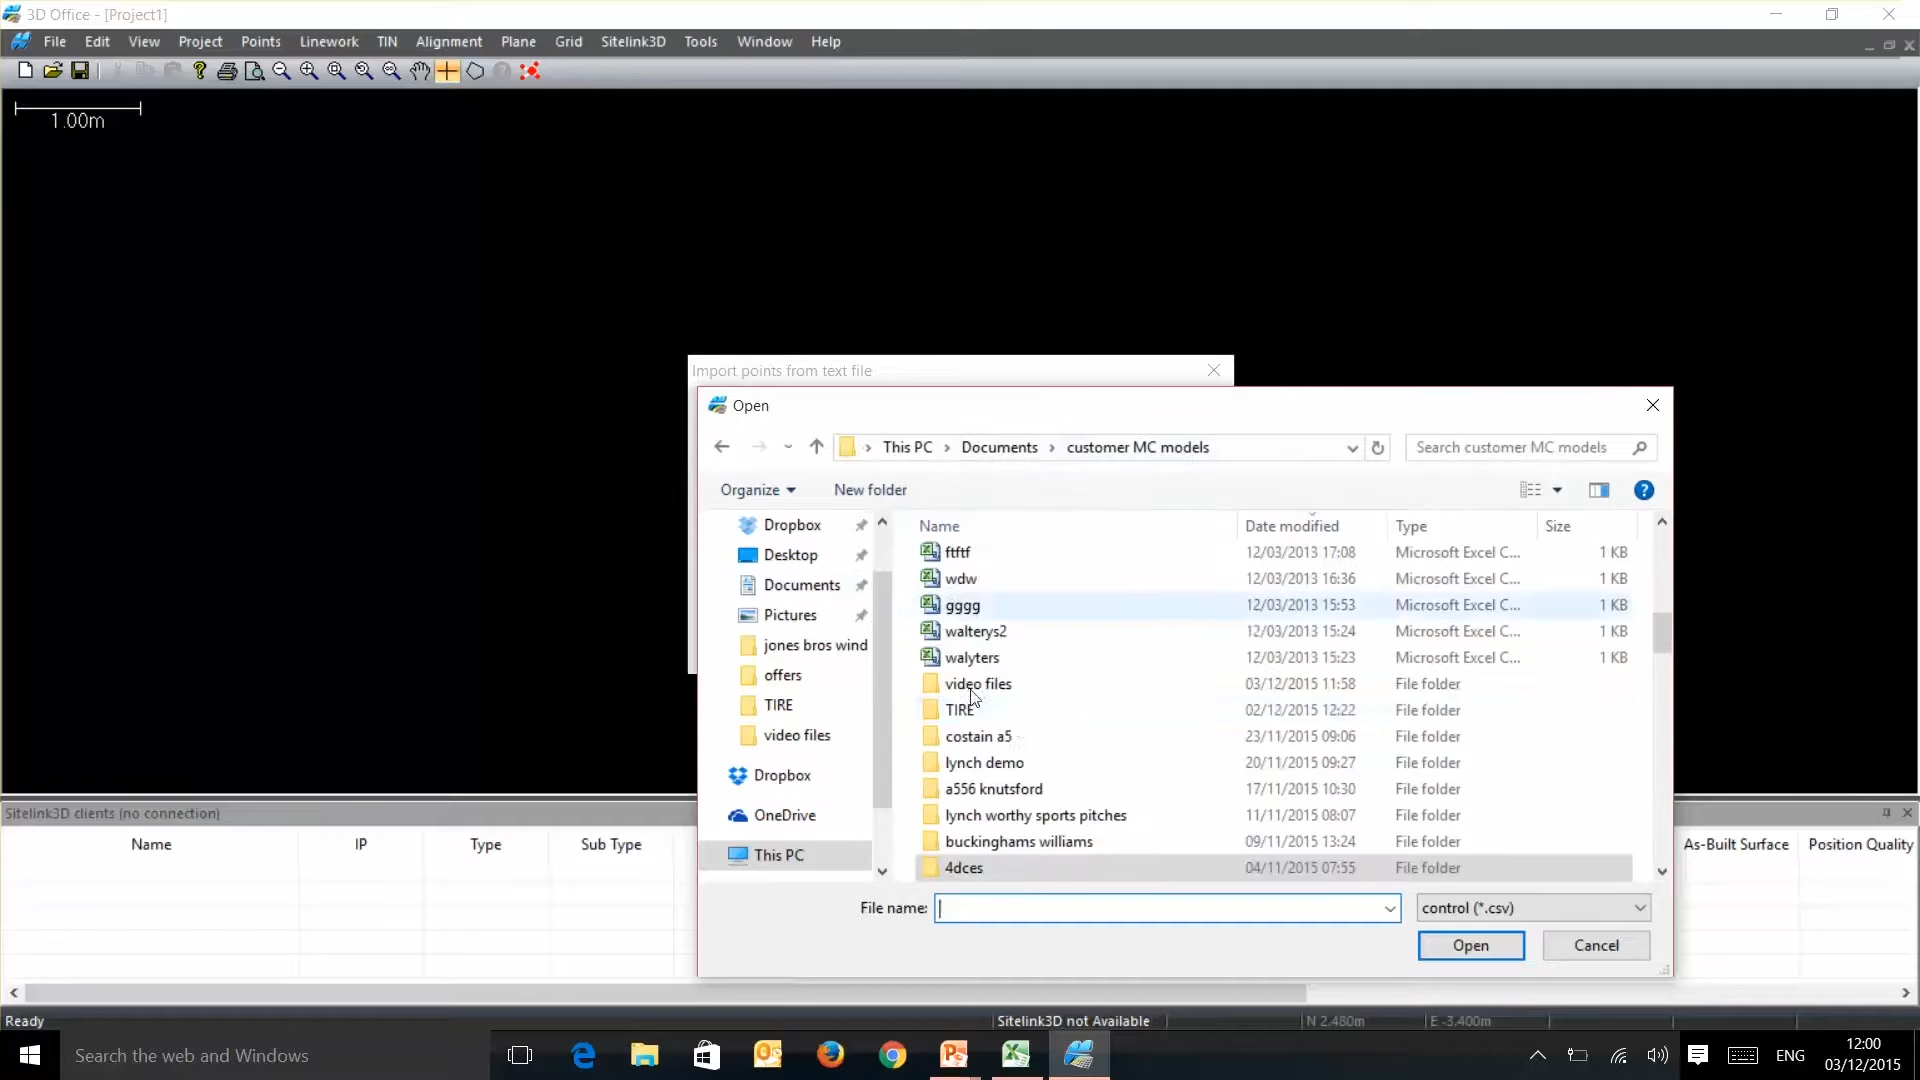 3D Office - [Project1]
File Edit View Project Points Linework TIN Alignment Plane Grid Sitelink3D Tools Window Help
1.00m
Import points from text file
Open
This PC > Documents > customer MC models
Search customer MC models
Organize New folder
Name Date modified Type Size
Dropbox
Desktop
Documents
Pictures
jones bros wind
offers
TIRE
video files
Dropbox
OneDrive
This PC
ftftf 12/03/2013 17:08 Microsoft Excel C... 1 KB
wdw 12/03/2013 16:36 Microsoft Excel C... 1 KB
gggg 12/03/2013 15:53 Microsoft Excel C... 1 KB
walterys2 12/03/2013 15:24 Microsoft Excel C... 1 KB
walyters 12/03/2013 15:23 Microsoft Excel C... 1 KB
video files 03/12/2015 11:58 File folder
TIRE 02/12/2015 12:22 File folder
costain a5 23/11/2015 09:06 File folder
lynch demo 20/11/2015 09:27 File folder
a556 knutsford 17/11/2015 10:30 File folder
lynch worthy sports pitches 11/11/2015 08:07 File folder
buckinghams williams 09/11/2015 13:24 File folder
4dces 04/11/2015 07:55 File folder
File name: control (*.csv)
Open Cancel
Sitelink3D clients (no connection)
Name IP Type Sub Type As-Built Surface Position Quality
Ready Sitelink3D not Available N 2.480m E -3.400m
Search the web and Windows
ENG
12:00
03/12/2015